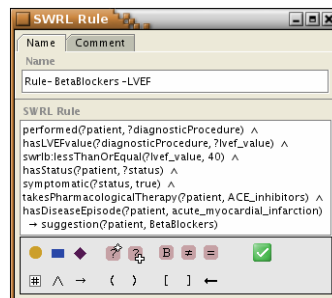 SWRL Rule
Name
Comment
Name
Rule-BetaBlockers-LVEF
SWRL Rule
performed(?patient, ?diagnosticProcedure) ∧
hasLVEFvalue(?diagnosticProcedure, ?lvef_value) ∧
swrlb:lessThanOrEqual(?lvef_value, 40) ∧
hasStatus(?patient, ?status) ∧
symptomatic(?status, true) ∧
takesPharmacologicalTherapy(?patient, ACE_inhibitors) ∧
hasDiseaseEpisode(?patient, acute_myocardial_infarction)
→ suggestion(?patient, BetaBlockers)
? ? B ≠ =
# ∧ → ( ) [ ] ←